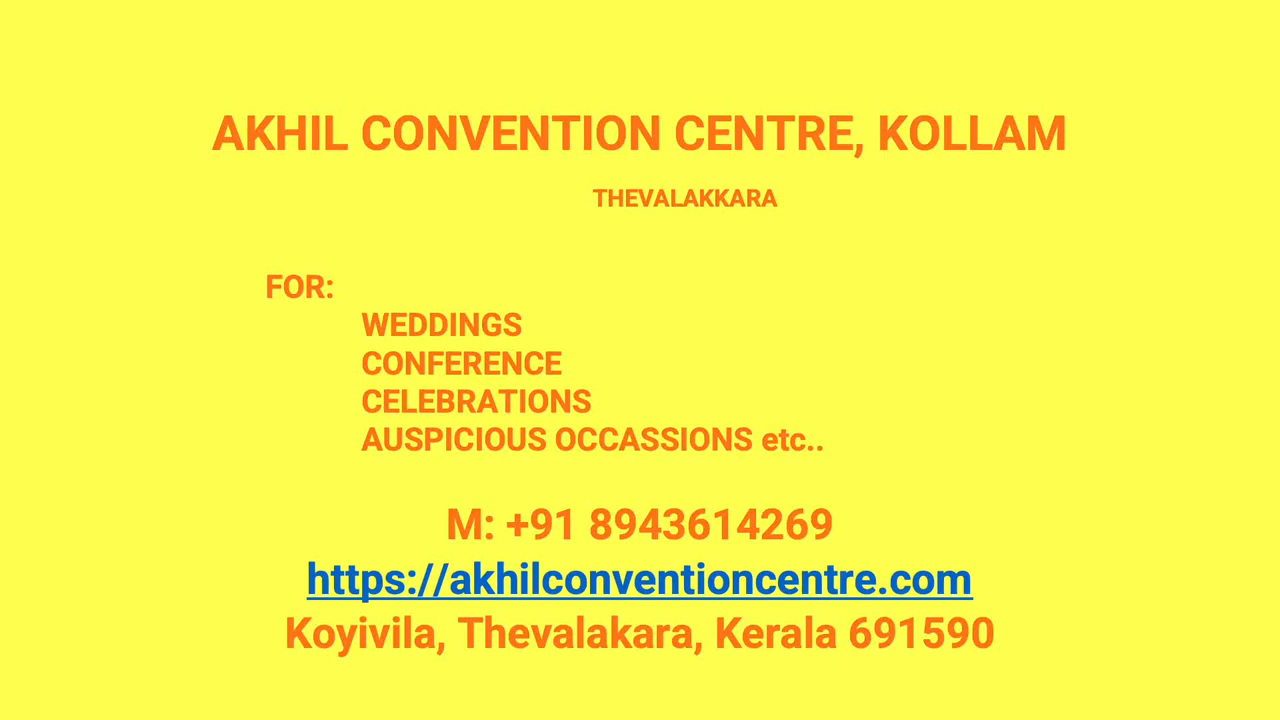 AKHIL CONVENTION CENTRE, KOLLAM
THEVALAKKARA
FOR:
WEDDINGS
CONFERENCE
CELEBRATIONS
AUSPICIOUS OCCASSIONS etc..
M: +91 8943614269
https://akhilconventioncentre.com
Koyivila, Thevalakara, Kerala 691590